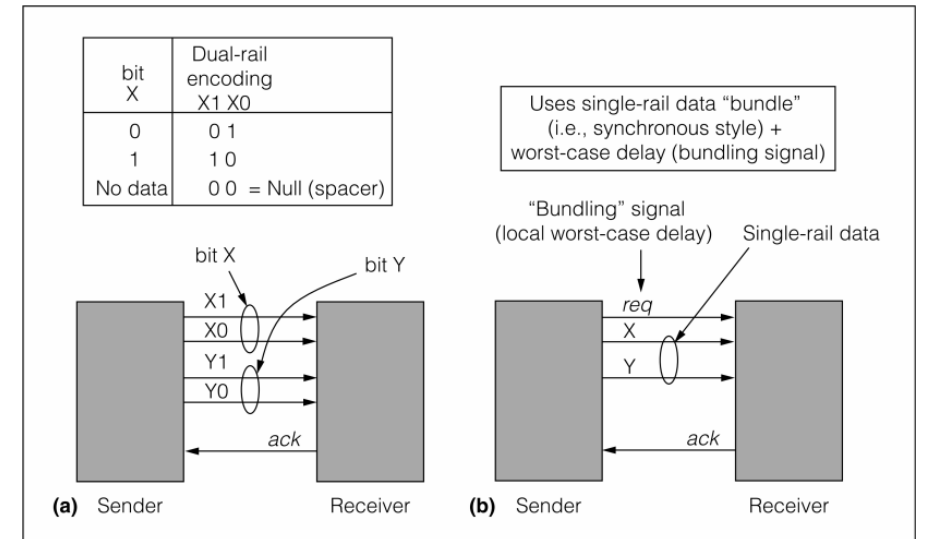 bit
X
Dual-rail
encoding
X1 X0
0
0 1
1
1 0
No data
0 0 = Null (spacer)
bit X
bit Y
X1
X0
Y1
Y0
ack
(a) Sender
Receiver
Uses single-rail data “bundle”
(i.e., synchronous style) +
worst-case delay (bundling signal)
“Bundling” signal
(local worst-case delay)
Single-rail data
req
X
Y
ack
(b) Sender
Receiver